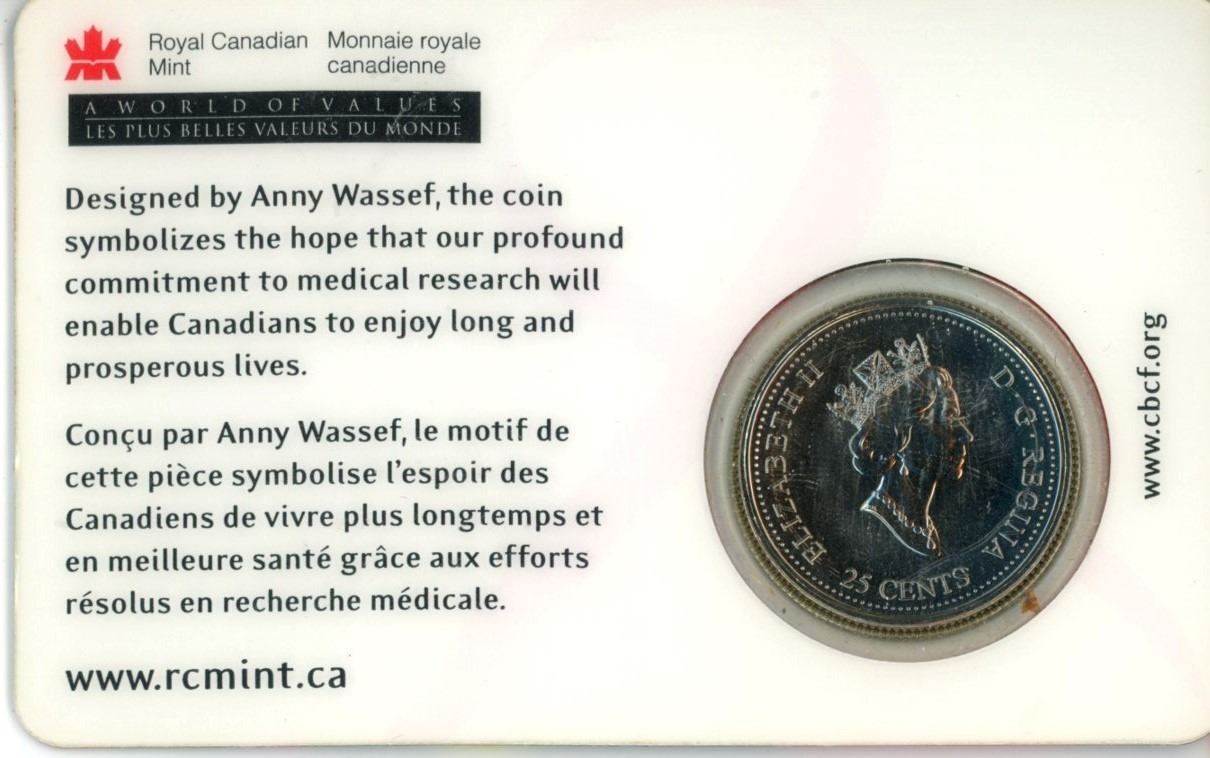 Royal Canadian Mint
Monnaie royale canadienne
A WORLD OF VALUES
LES PLUS BELLES VALEURS DU MONDE
Designed by Anny Wassef, the coin
symbolizes the hope that our profound
commitment to medical research will
enable Canadians to enjoy long and
prosperous lives.
Conçu par Anny Wassef, le motif de
cette pièce symbolise l'espoir des
Canadiens de vivre plus longtemps et
en meilleure santé grâce aux efforts
résolus en recherche médicale.
www.rcmint.ca
ELIZABETH II
D·G·REGINA
25 CENTS
www.cbcf.org